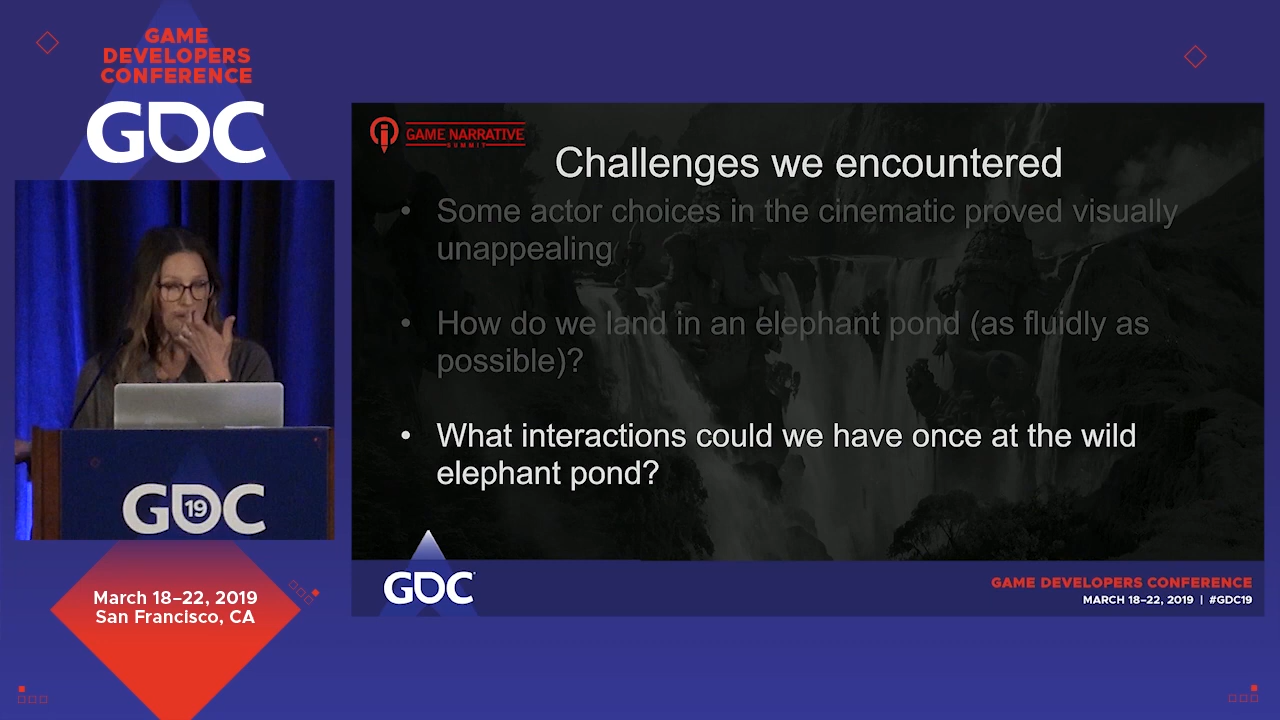 GAME
DEVELOPERS
CONFERENCE
GDC
GDC
19
March 18–22, 2019
San Francisco, CA
GAME NARRATIVE
SUMMIT
Challenges we encountered
• Some actor choices in the cinematic proved visually
unappealing
• How do we land in an elephant pond (as fluidly as
possible)?
• What interactions could we have once at the wild
elephant pond?
GDC
GAME DEVELOPERS CONFERENCE
MARCH 18–22, 2019 | #GDC19